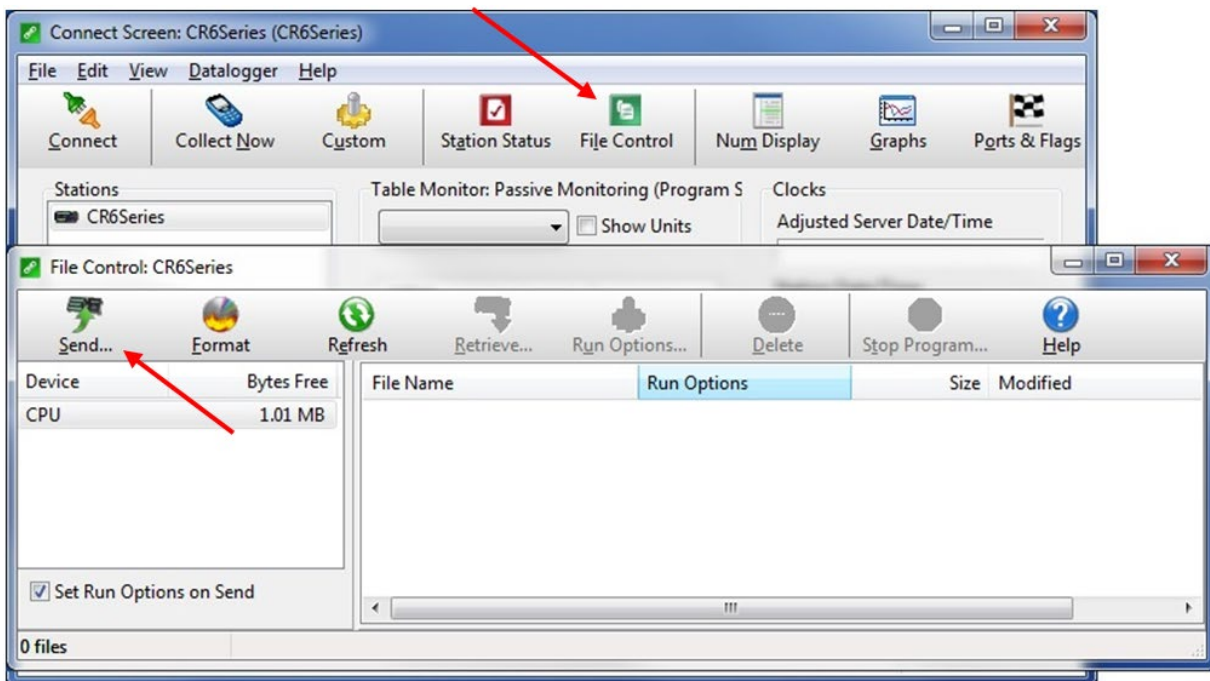 Connect Screen: CR6Series (CR6Series)
File Edit View Datalogger Help
Connect Collect Now Custom Station Status File Control Num Display Graphs Ports & Flags
Stations Table Monitor: Passive Monitoring (Program S Clocks
CR6Series Show Units Adjusted Server Date/Time
File Control: CR6Series
Send... Format Refresh Retrieve... Run Options... Delete Stop Program... Help
Device Bytes Free File Name Run Options Size Modified
CPU 1.01 MB
Set Run Options on Send
0 files